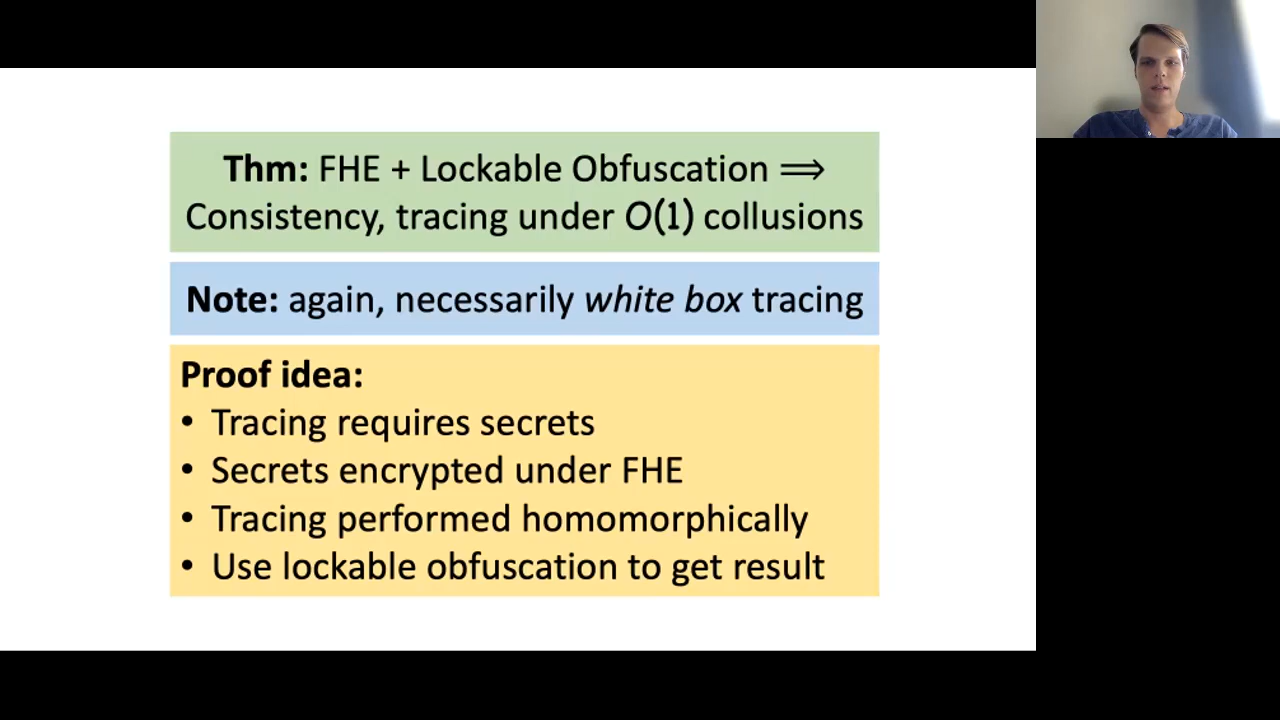 Thm: FHE + Lockable Obfuscation ⟹
Consistency, tracing under O(1) collusions
Note: again, necessarily white box tracing
Proof idea:
• Tracing requires secrets
• Secrets encrypted under FHE
• Tracing performed homomorphically
• Use lockable obfuscation to get result